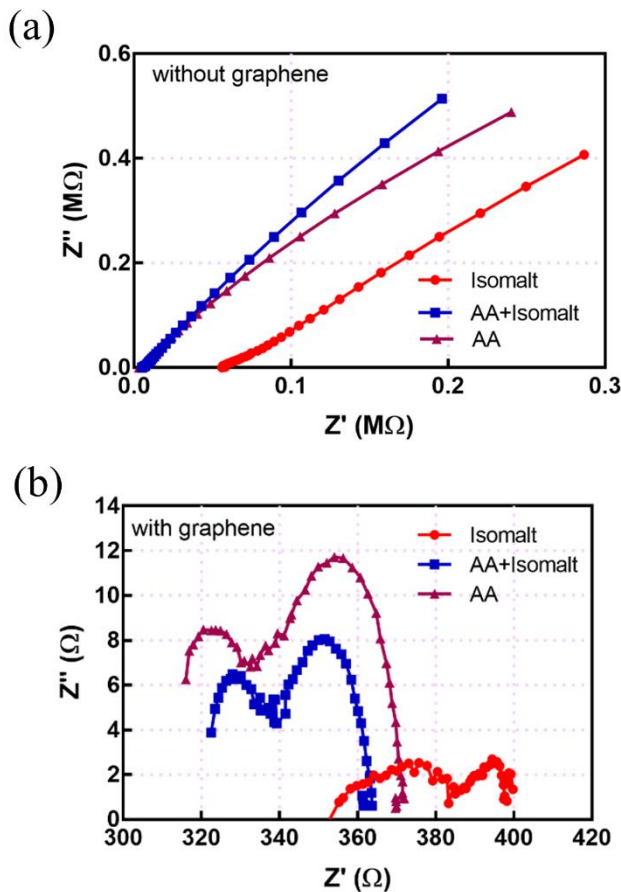 (a)
without graphene
Z'' (MΩ)
0.6
0.4
0.2
0.0
Isomalt
AA+Isomalt
AA
0.0 0.1 0.2 0.3
Z' (MΩ)
(b)
with graphene
Z'' (Ω)
14
12
10
8
6
4
2
0
Isomalt
AA+Isomalt
AA
300 320 340 360 380 400 420
Z' (Ω)